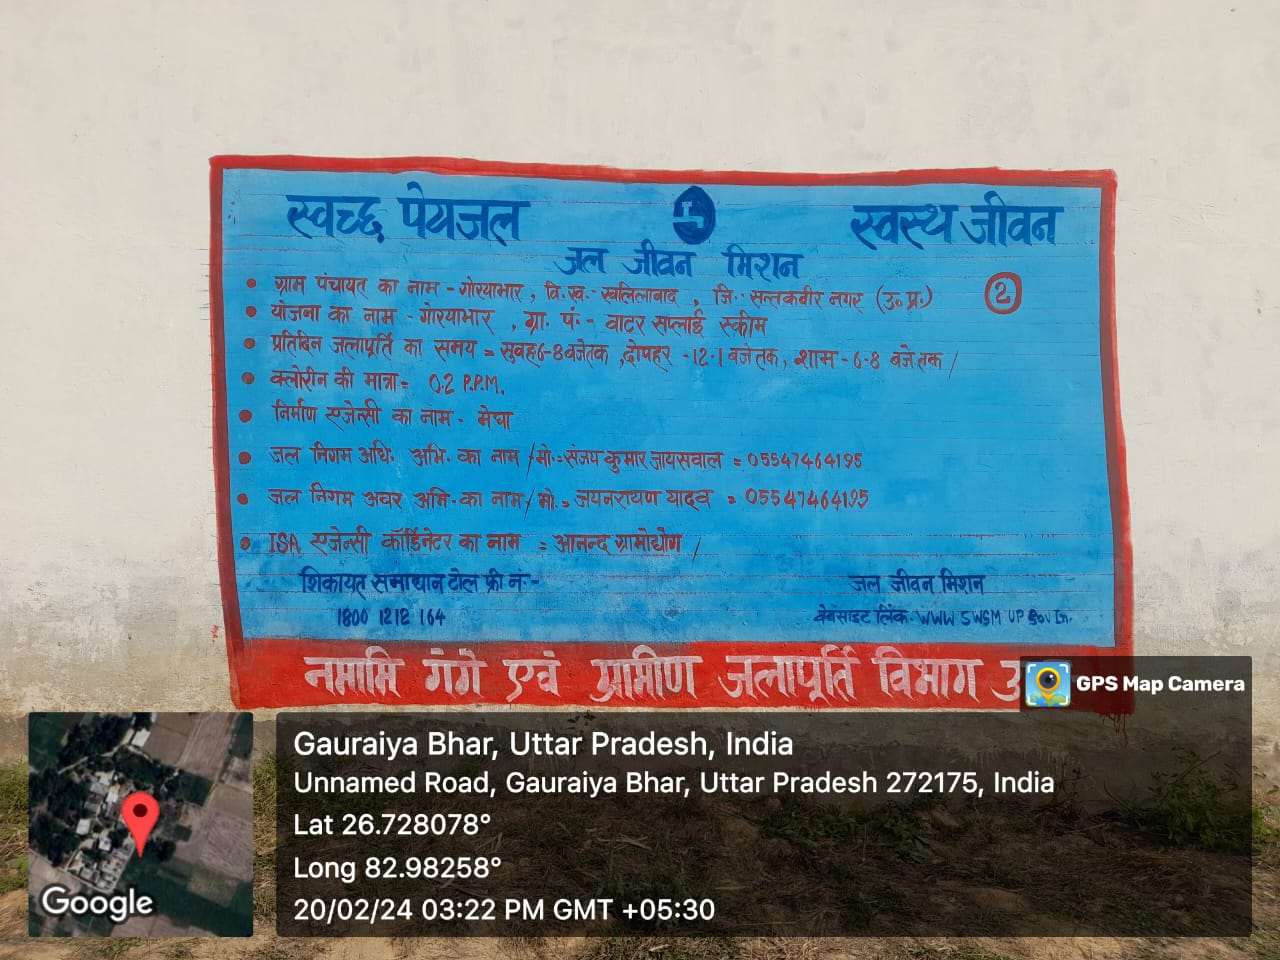 स्वच्छ पेयजल स्वस्थ जीवन
जल जीवन मिशन
• ग्राम पंचायत का नाम - गोरयाभार, वि.ख.- खलिलाबाद, जि.- सन्तकबीर नगर (उ०प्र०) 2
• योजना का नाम - गोरयाभार, ग्रा. पं.- वाटर सप्लाई स्कीम
• प्रतिदिन जलापूर्ति का समय = सुबह 6-8 बजे तक, दोपहर -12-1 बजे तक, शाम - 6-8 बजे तक/
• क्लोरीन की मात्रा= 0.2 P.P.M.
• निर्माण एजेन्सी का नाम - मेघा
• जल निगम अधि. अभि. का नाम/मो.=संजय कुमार जायसवाल = 05547464195
• जल निगम अवर अभि. का नाम/मो.= जयनरायण यादव = 05547464195
• ISA एजेन्सी कॉर्डिनेटर का नाम = आनन्द ग्रामोद्योग/
शिकायत समाधान टोल फ्री नं-
1800 1212 164
जल जीवन मिशन
वेबसाइट लिंक- WWW SWSM UP Gov In.
नमामि गंगे एवं ग्रामीण जलापूर्ति विभाग उ
GPS Map Camera
Gauraiya Bhar, Uttar Pradesh, India
Unnamed Road, Gauraiya Bhar, Uttar Pradesh 272175, India
Lat 26.728078°
Long 82.98258°
20/02/24 03:22 PM GMT +05:30
Google